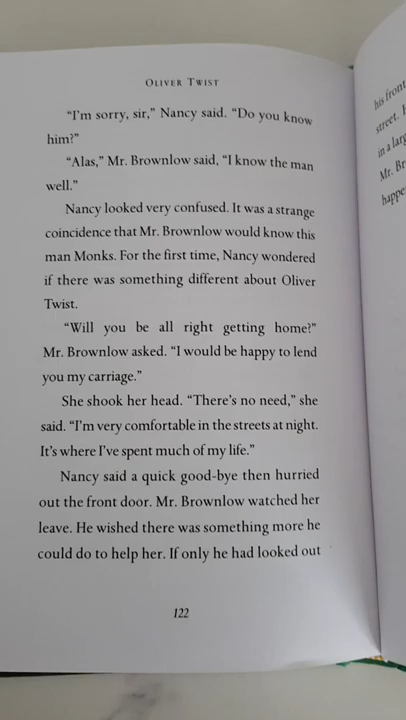 OLIVER TWIST
"I'm sorry, sir," Nancy said. "Do you know
him?"
"Alas," Mr. Brownlow said, "I know the man
well."
Nancy looked very confused. It was a strange
coincidence that Mr. Brownlow would know this
man Monks. For the first time, Nancy wondered
if there was something different about Oliver
Twist.
"Will you be all right getting home?"
Mr. Brownlow asked. "I would be happy to lend
you my carriage."
She shook her head. "There's no need," she
said. "I'm very comfortable in the streets at night.
It's where I've spent much of my life."
Nancy said a quick good-bye then hurried
out the front door. Mr. Brownlow watched her
leave. He wished there was something more he
could do to help her. If only he had looked out
122
his front
street.
in a
Mr.